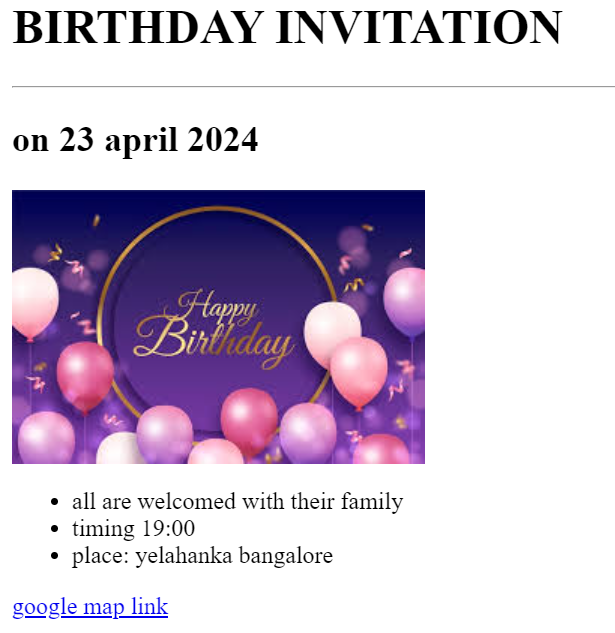 BIRTHDAY INVITATION
on 23 april 2024
Happy
Birthday
all are welcomed with their family
timing 19:00
place: yelahanka bangalore
google map link